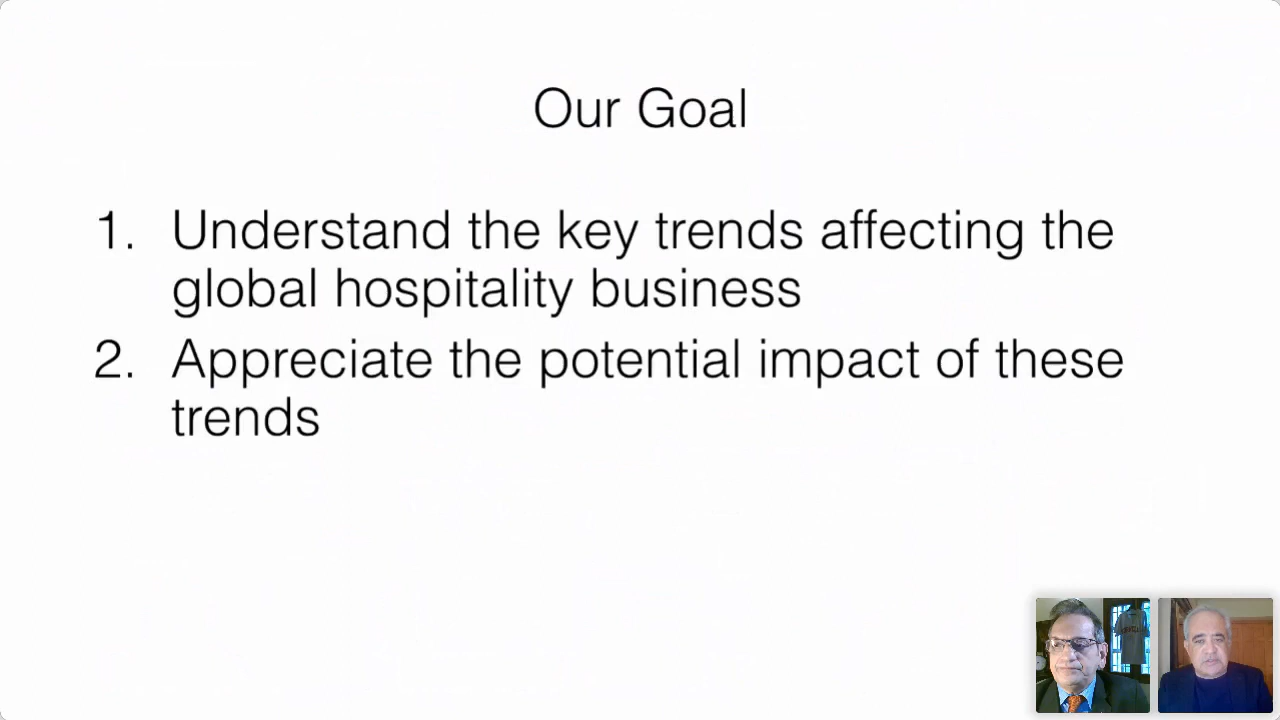 Our Goal
1. Understand the key trends affecting the
global hospitality business
2. Appreciate the potential impact of these
trends